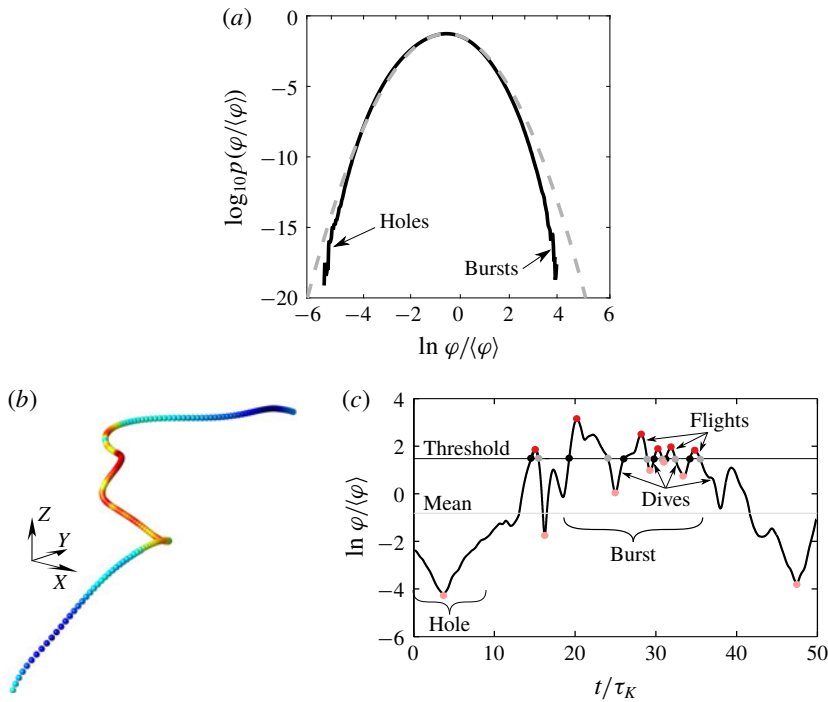 (a)
0
−5
−10
−15
−20
log₁₀p(φ/⟨φ⟩)
Holes
Bursts
−6 −4 −2 0 2 4 6
ln φ/⟨φ⟩
(b)
Z
Y
X
(c)
4
2
0
−2
−4
−6
ln φ/⟨φ⟩
Threshold
Flights
Mean
Dives
Burst
Hole
0 10 20 30 40 50
t/τ_K